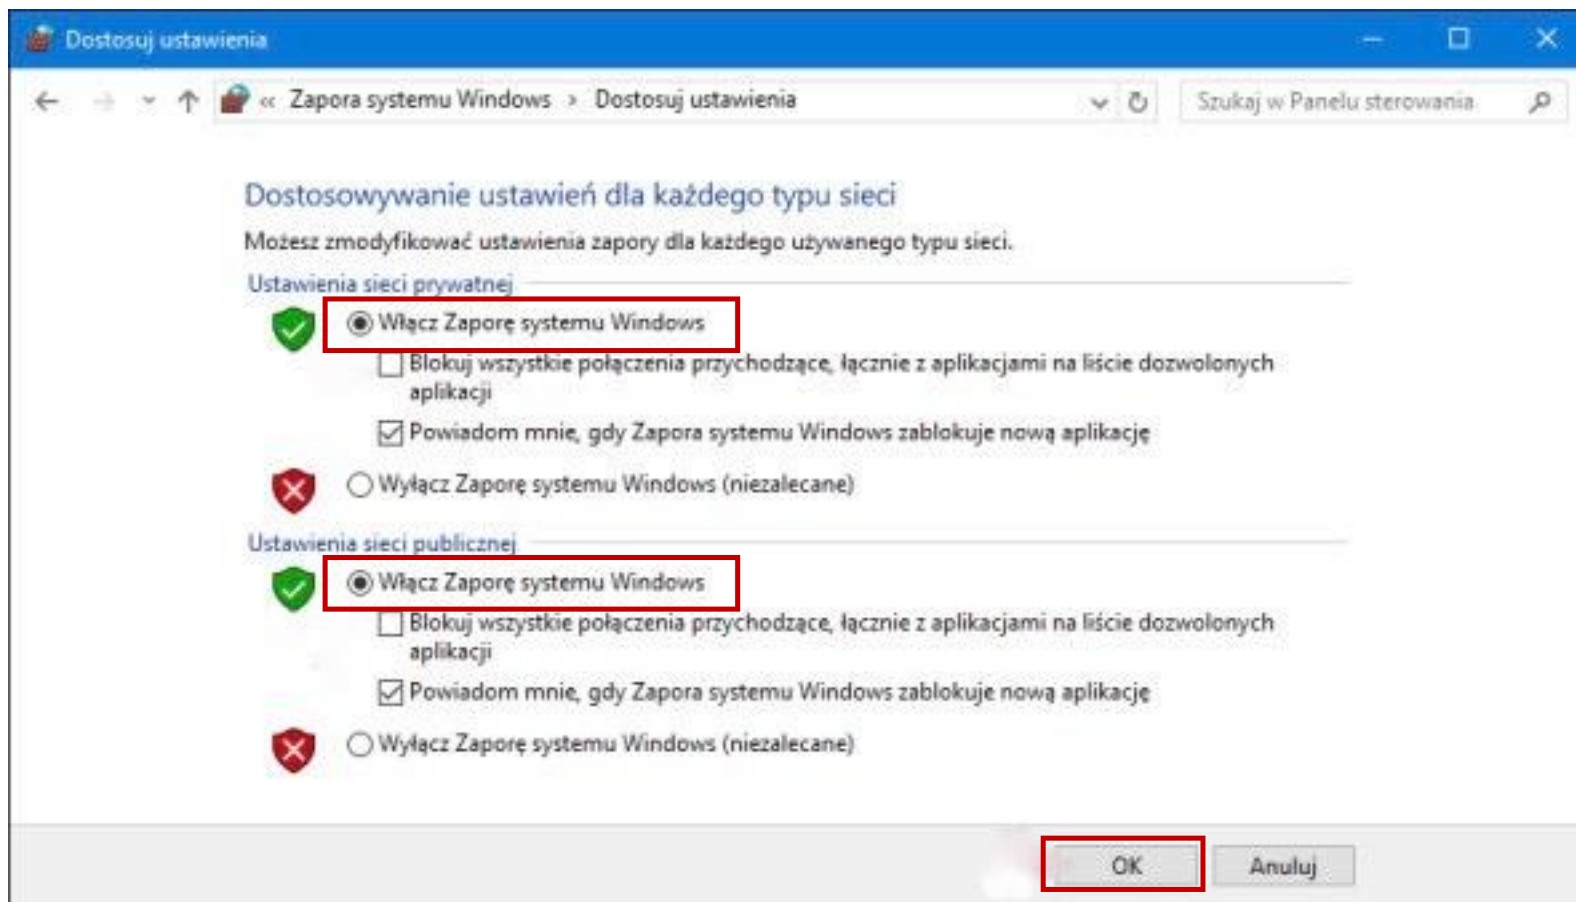 Dostosuj ustawienia
« Zapora systemu Windows > Dostosuj ustawienia
Szukaj w Panelu sterowania
Dostosowywanie ustawień dla każdego typu sieci
Możesz zmodyfikować ustawienia zapory dla każdego używanego typu sieci.
Ustawienia sieci prywatnej
Włącz Zaporę systemu Windows
Blokuj wszystkie połączenia przychodzące, łącznie z aplikacjami na liście dozwolonych
aplikacji
Powiadom mnie, gdy Zapora systemu Windows zablokuje nową aplikację
Wyłącz Zaporę systemu Windows (niezalecane)
Ustawienia sieci publicznej
Włącz Zaporę systemu Windows
Blokuj wszystkie połączenia przychodzące, łącznie z aplikacjami na liście dozwolonych
aplikacji
Powiadom mnie, gdy Zapora systemu Windows zablokuje nową aplikację
Wyłącz Zaporę systemu Windows (niezalecane)
OK
Anuluj